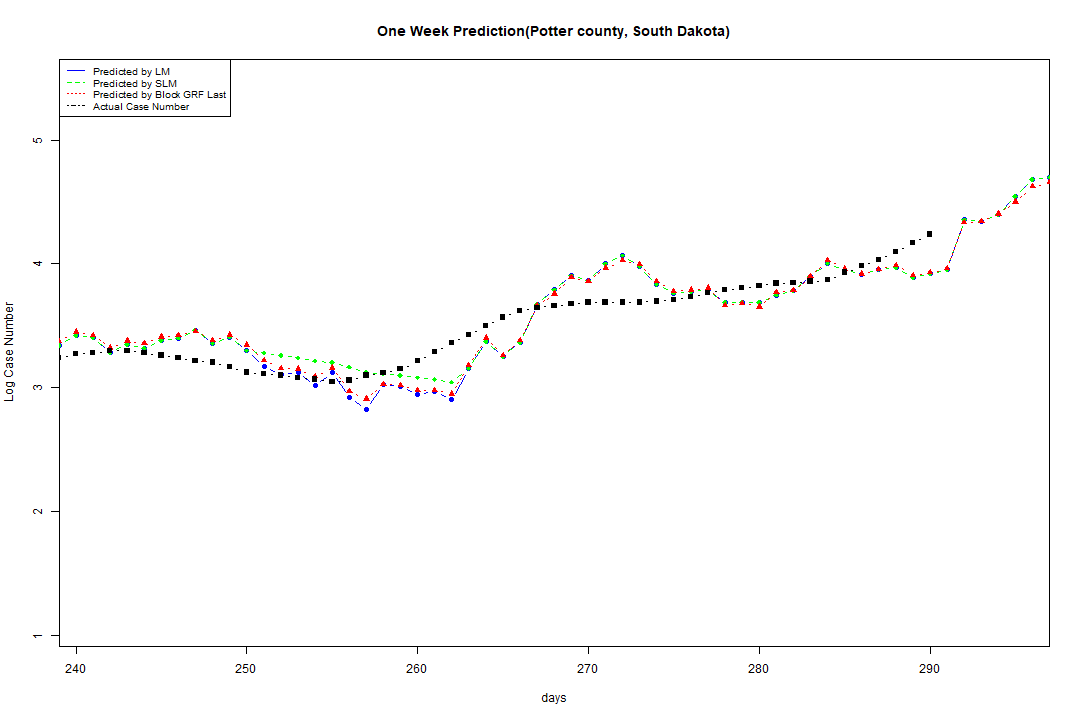 One Week Prediction(Potter county, South Dakota)
Predicted by LM
Predicted by SLM
Predicted by Block GRF Last
Actual Case Number
5
4
3
2
1
Log Case Number
240 250 260 270 280 290
days